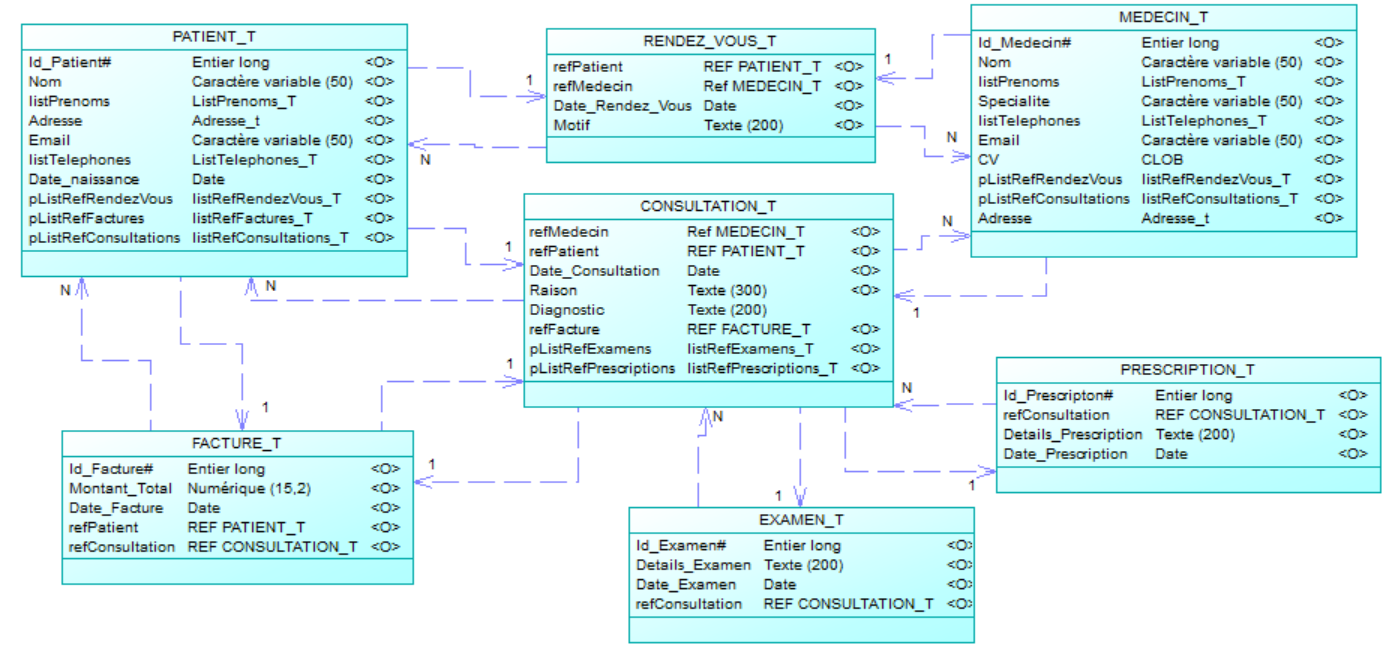 PATIENT_T
Id_Patient# Entier long <O>
Nom Caractère variable (50) <O>
listPrenoms ListPrenoms_T <O>
Adresse Adresse_t <O>
Email Caractère variable (50) <O>
listTelephones ListTelephones_T <O>
Date_naissance Date <O>
pListRefRendezVous listRefRendezVous_T <O>
pListRefFactures listRefFactures_T <O>
pListRefConsultations listRefConsultations_T <O>
RENDEZ_VOUS_T
refPatient REF PATIENT_T <O>
refMedecin Ref MEDECIN_T <O>
Date_Rendez_Vous Date <O>
Motif Texte (200) <O>
MEDECIN_T
Id_Medecin# Entier long <O>
Nom Caractère variable (50) <O>
listPrenoms ListPrenoms_T <O>
Specialite Caractère variable (50) <O>
listTelephones ListTelephones_T <O>
Email Caractère variable (50) <O>
CV CLOB <O>
pListRefRendezVous listRefRendezVous_T <O>
pListRefConsultations listRefConsultations_T <O>
Adresse Adresse_t <O>
1
1
N
N
CONSULTATION_T
refMedecin Ref MEDECIN_T <O>
refPatient REF PATIENT_T <O>
Date_Consultation Date <O>
Raison Texte (300) <O>
Diagnostic Texte (200)
refFacture REF FACTURE_T <O>
pListRefExamens listRefExamens_T <O>
pListRefPrescriptions listRefPrescriptions_T <O>
1
N
N
N
1
1
1
1
N
N
1
1
FACTURE_T
Id_Facture# Entier long <O>
Montant_Total Numérique (15,2) <O>
Date_Facture Date <O>
refPatient REF PATIENT_T <O>
refConsultation REF CONSULTATION_T <O>
PRESCRIPTION_T
Id_Prescripton# Entier long <O>
refConsultation REF CONSULTATION_T <O>
Details_Prescription Texte (200) <O>
Date_Prescription Date <O>
EXAMEN_T
Id_Examen# Entier long <O>
Details_Examen Texte (200) <O>
Date_Examen Date <O>
refConsultation REF CONSULTATION_T <O>